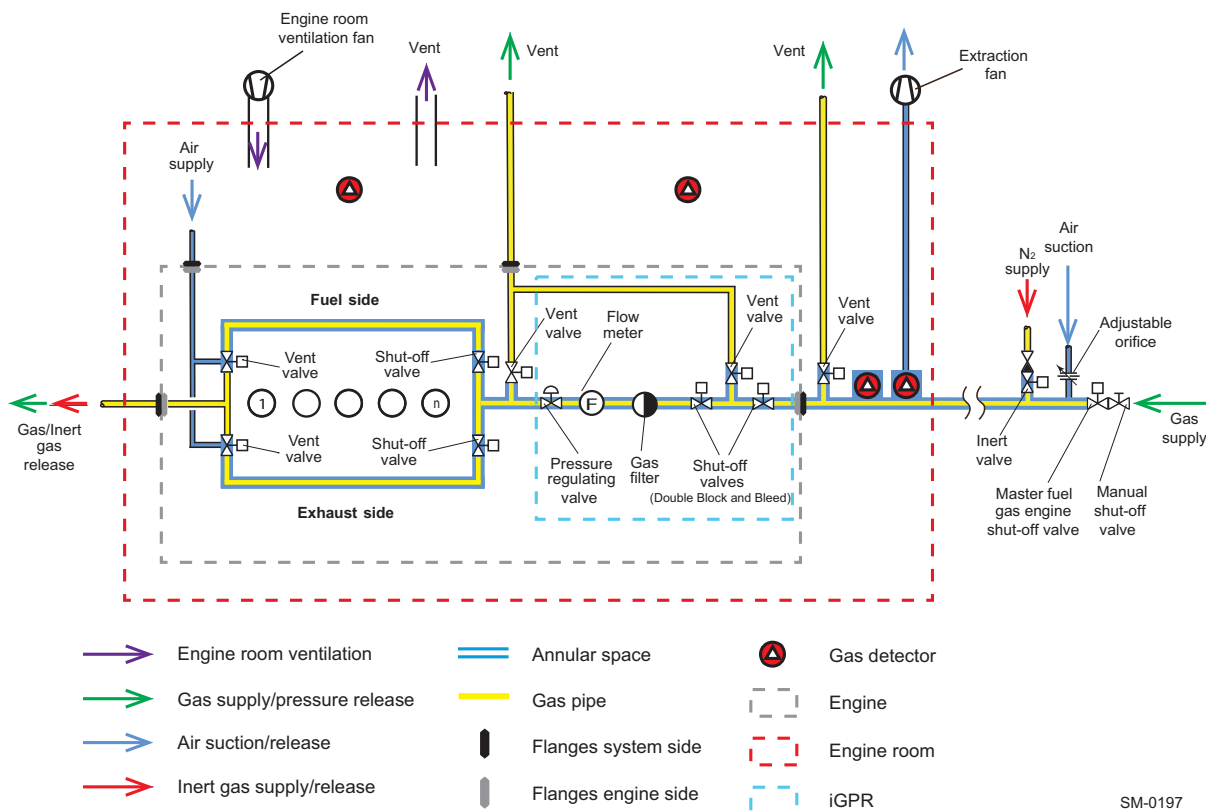 Engine room
ventilation fan
Vent
Vent
Vent
Extraction
fan
Air
supply
Air
suction
N2
supply
Adjustable
orifice
Fuel side
Vent
valve
Flow
meter
Vent
valve
Vent
valve
Vent
valve
Shut-off
valve
1
n
F
Gas/Inert
gas
release
Gas
supply
Vent
valve
Shut-off
valve
Pressure
regulating
valve
Gas
filter
Shut-off
valves
(Double Block and Bleed)
Inert
valve
Master fuel
gas engine
shut-off valve
Manual
shut-off
valve
Exhaust side
Engine room ventilation
Annular space
Gas detector
Gas supply/pressure release
Gas pipe
Engine
Air suction/release
Flanges system side
Engine room
Inert gas supply/release
Flanges engine side
iGPR
SM-0197